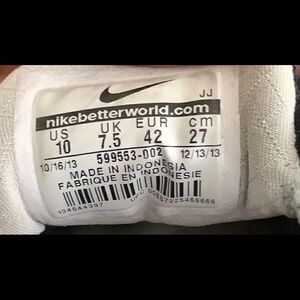 JJ
nikebetterworld.com
US UK EUR cm
10 7.5 42 27
10/16/13 599553-002 12/13/13
MADE IN INDONESIA
FABRIQUE EN INDONESIE